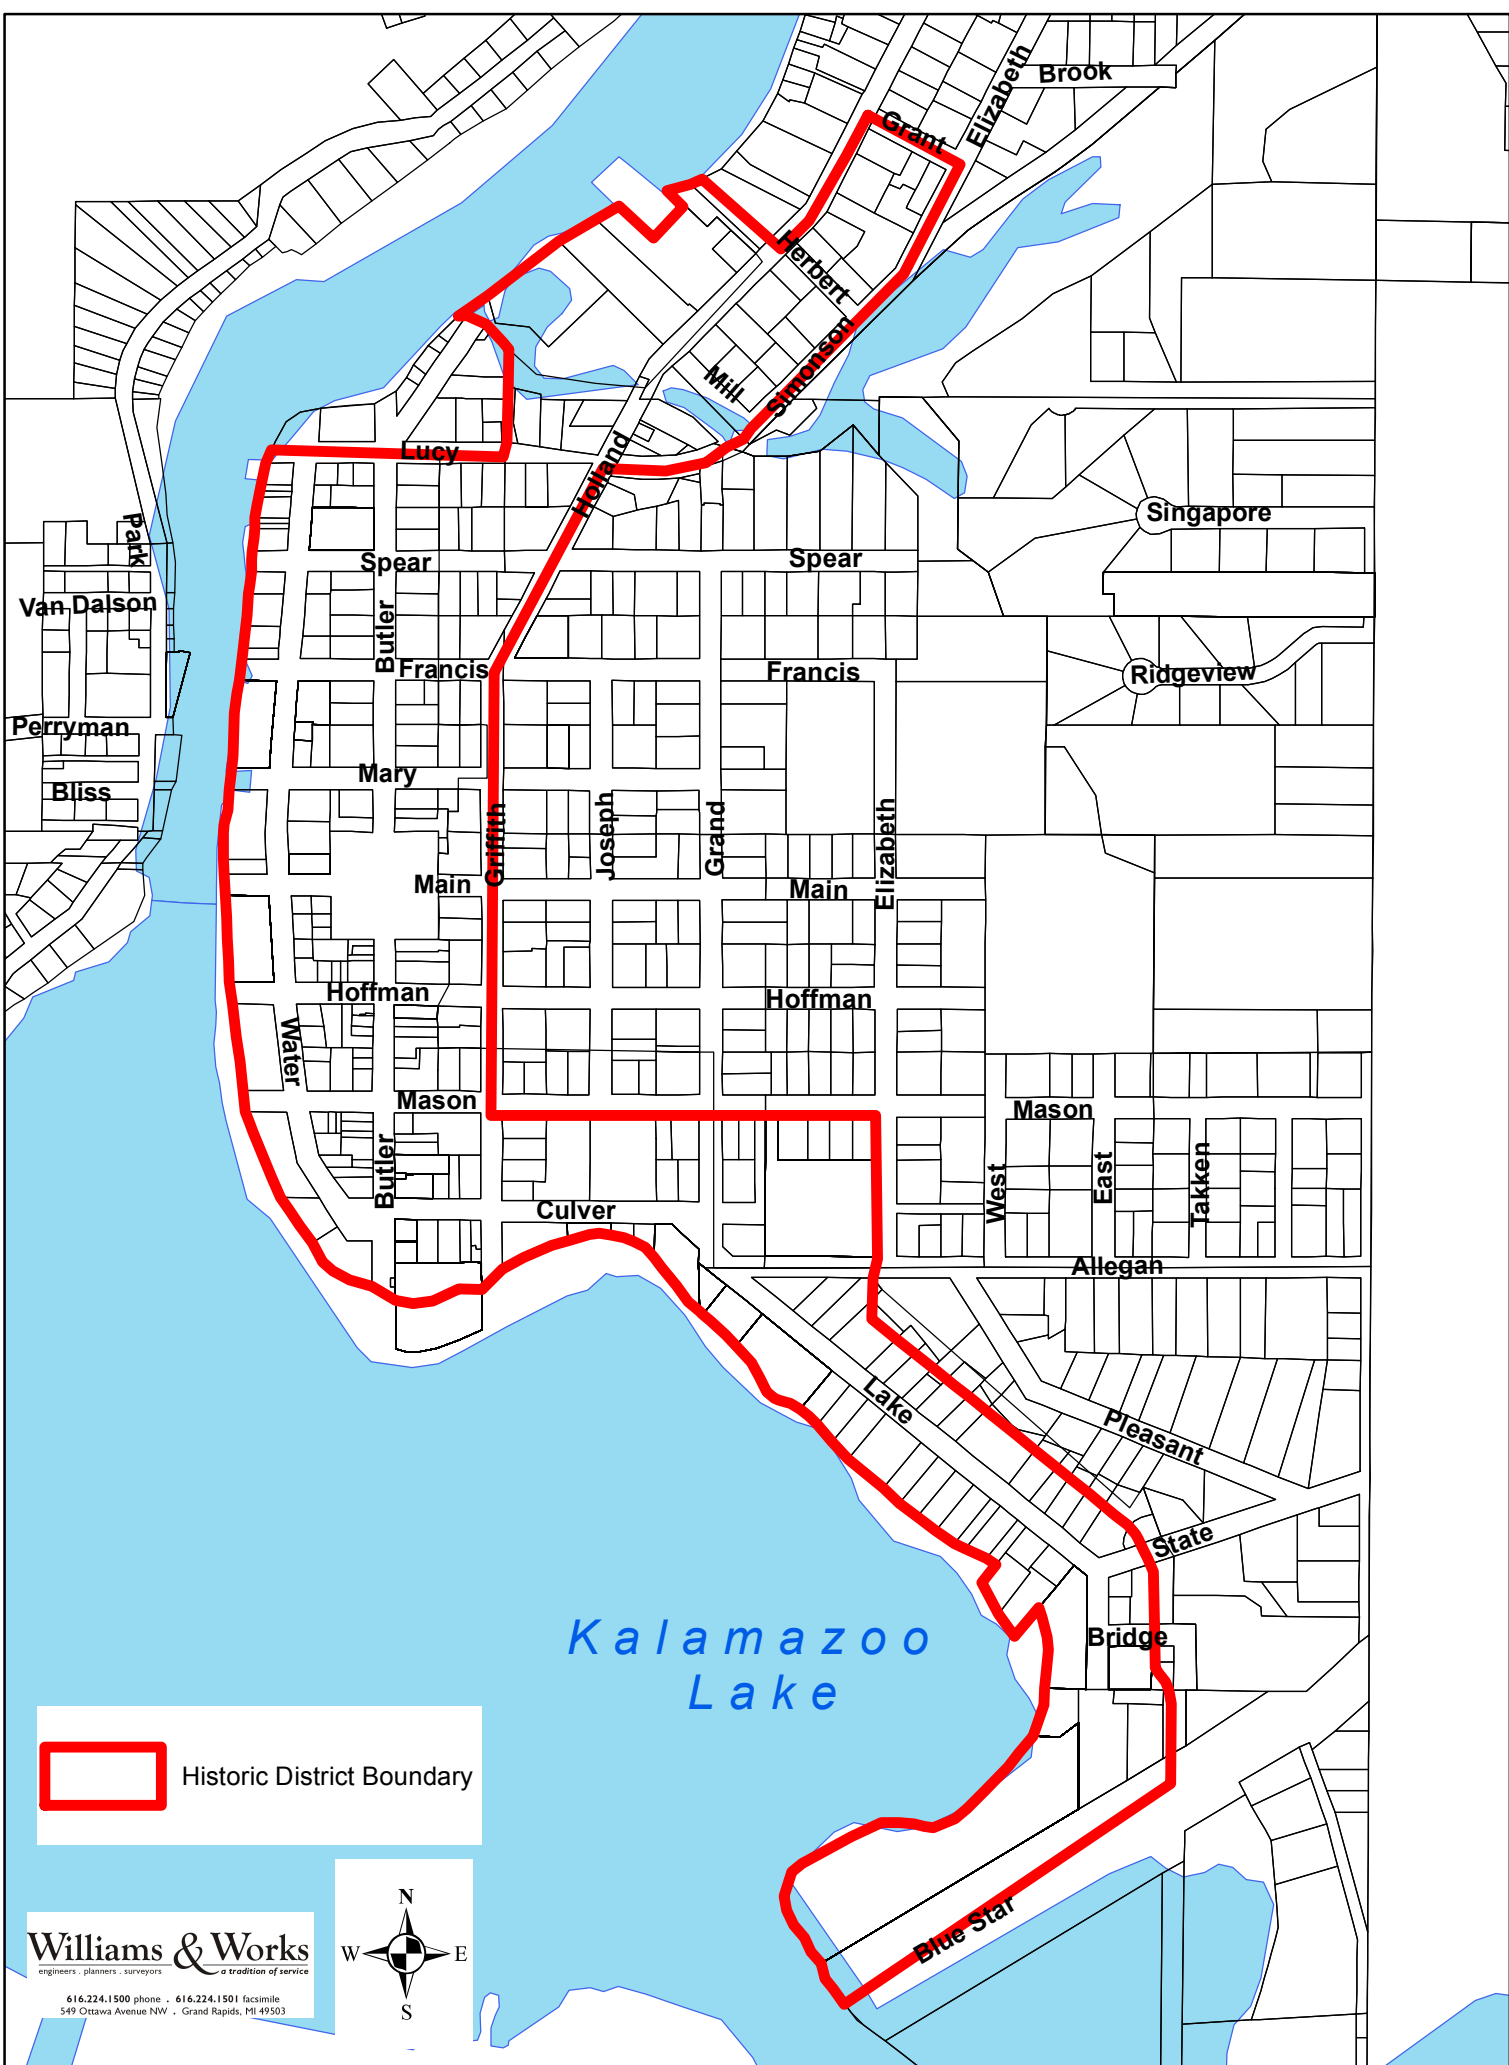 Elizabeth
Brook
Grant
Herbert
Simonson
Mill
Holland
Lucy
Singapore
Park
Spear
Spear
Van Dalson
Butler
Francis
Francis
Ridgeview
Perryman
Mary
Bliss
Griffith
Joseph
Grand
Elizabeth
Main
Main
Hoffman
Hoffman
Water
Mason
Mason
Butler
West
East
Takken
Culver
Allegan
Lake
Pleasant
State
Bridge
Kalamazoo
Lake
Historic District Boundary
Blue Star
N
W
E
S
Williams & Works
engineers . planners . surveyors
a tradition of service
616.224.1500 phone . 616.224.1501 facsimile
549 Ottawa Avenue NW . Grand Rapids, MI 49503